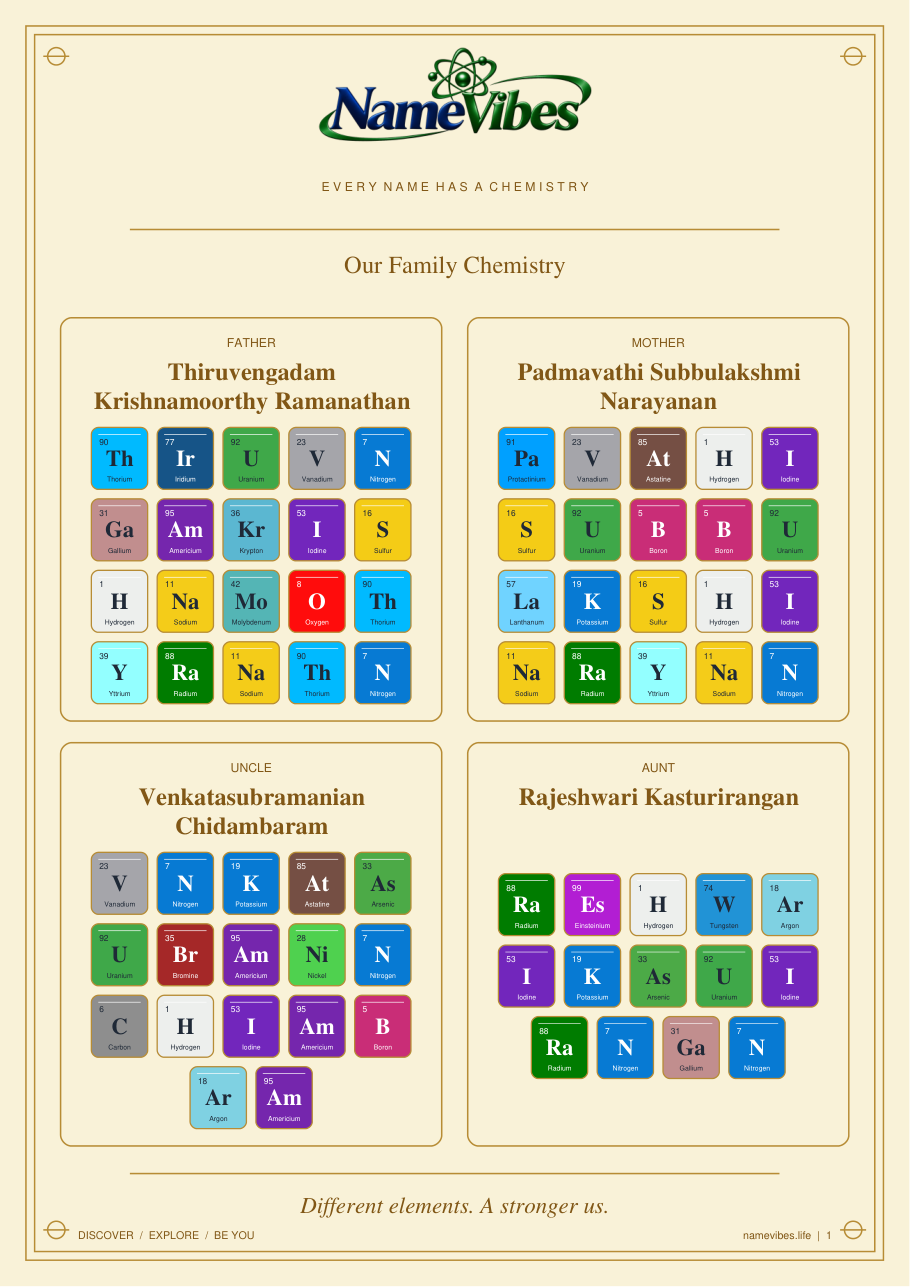 NameVibes
EVERY NAME HAS A CHEMISTRY
Our Family Chemistry
FATHER
Thiruvengadam
Krishnamoorthy Ramanathan
90 77 92 23 7
Th Ir U V N
Thorium Iridium Uranium Vanadium Nitrogen
31 95 36 53 16
Ga Am Kr I S
Gallium Americium Krypton Iodine Sulfur
1 11 42 8 90
H Na Mo O Th
Hydrogen Sodium Molybdenum Oxygen Thorium
39 88 11 90 7
Y Ra Na Th N
Yttrium Radium Sodium Thorium Nitrogen
MOTHER
Padmavathi Subbulakshmi
Narayanan
91 23 85 1 53
Pa V At H I
Protactinium Vanadium Astatine Hydrogen Iodine
16 92 5 5 92
S U B B U
Sulfur Uranium Boron Boron Uranium
57 19 16 1 53
La K S H I
Lanthanum Potassium Sulfur Hydrogen Iodine
11 88 39 11 7
Na Ra Y Na N
Sodium Radium Yttrium Sodium Nitrogen
UNCLE
Venkatasubramanian
Chidambaram
23 7 19 85 33
V N K At As
Vanadium Nitrogen Potassium Astatine Arsenic
92 35 95 28 7
U Br Am Ni N
Uranium Bromine Americium Nickel Nitrogen
6 1 53 95 5
C H I Am B
Carbon Hydrogen Iodine Americium Boron
18 95
Ar Am
Argon Americium
AUNT
Rajeshwari Kasturirangan
88 99 1 74 18
Ra Es H W Ar
Radium Einsteinium Hydrogen Tungsten Argon
53 19 33 92 53
I K As U I
Iodine Potassium Arsenic Uranium Iodine
88 7 31 7
Ra N Ga N
Radium Nitrogen Gallium Nitrogen
Different elements. A stronger us.
DISCOVER / EXPLORE / BE YOU
namevibes.life | 1